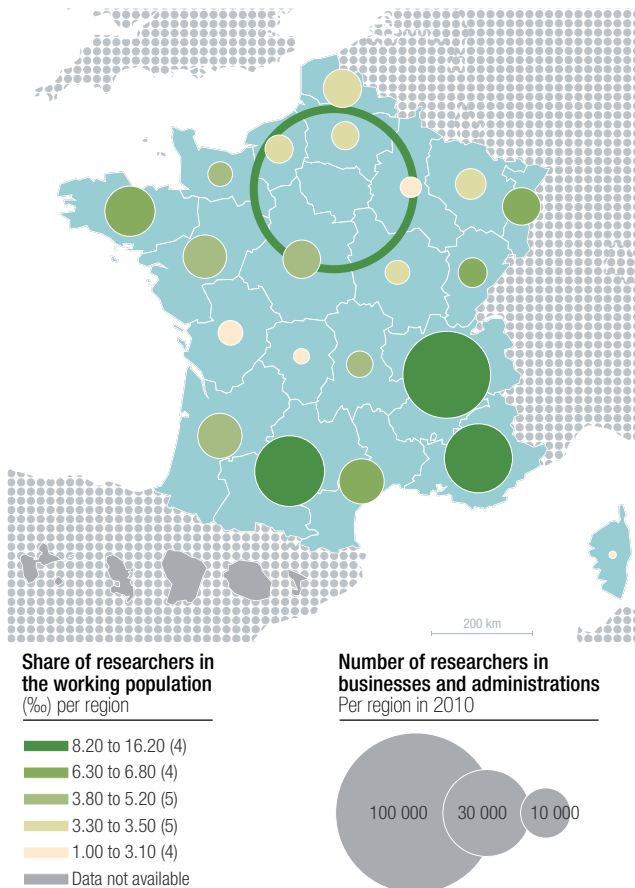 200 km
Share of researchers in
the working population
(‰) per region
8.20 to 16.20 (4)
6.30 to 6.80 (4)
3.80 to 5.20 (5)
3.30 to 3.50 (5)
1.00 to 3.10 (4)
Data not available
Number of researchers in
businesses and administrations
Per region in 2010
100 000 30 000 10 000